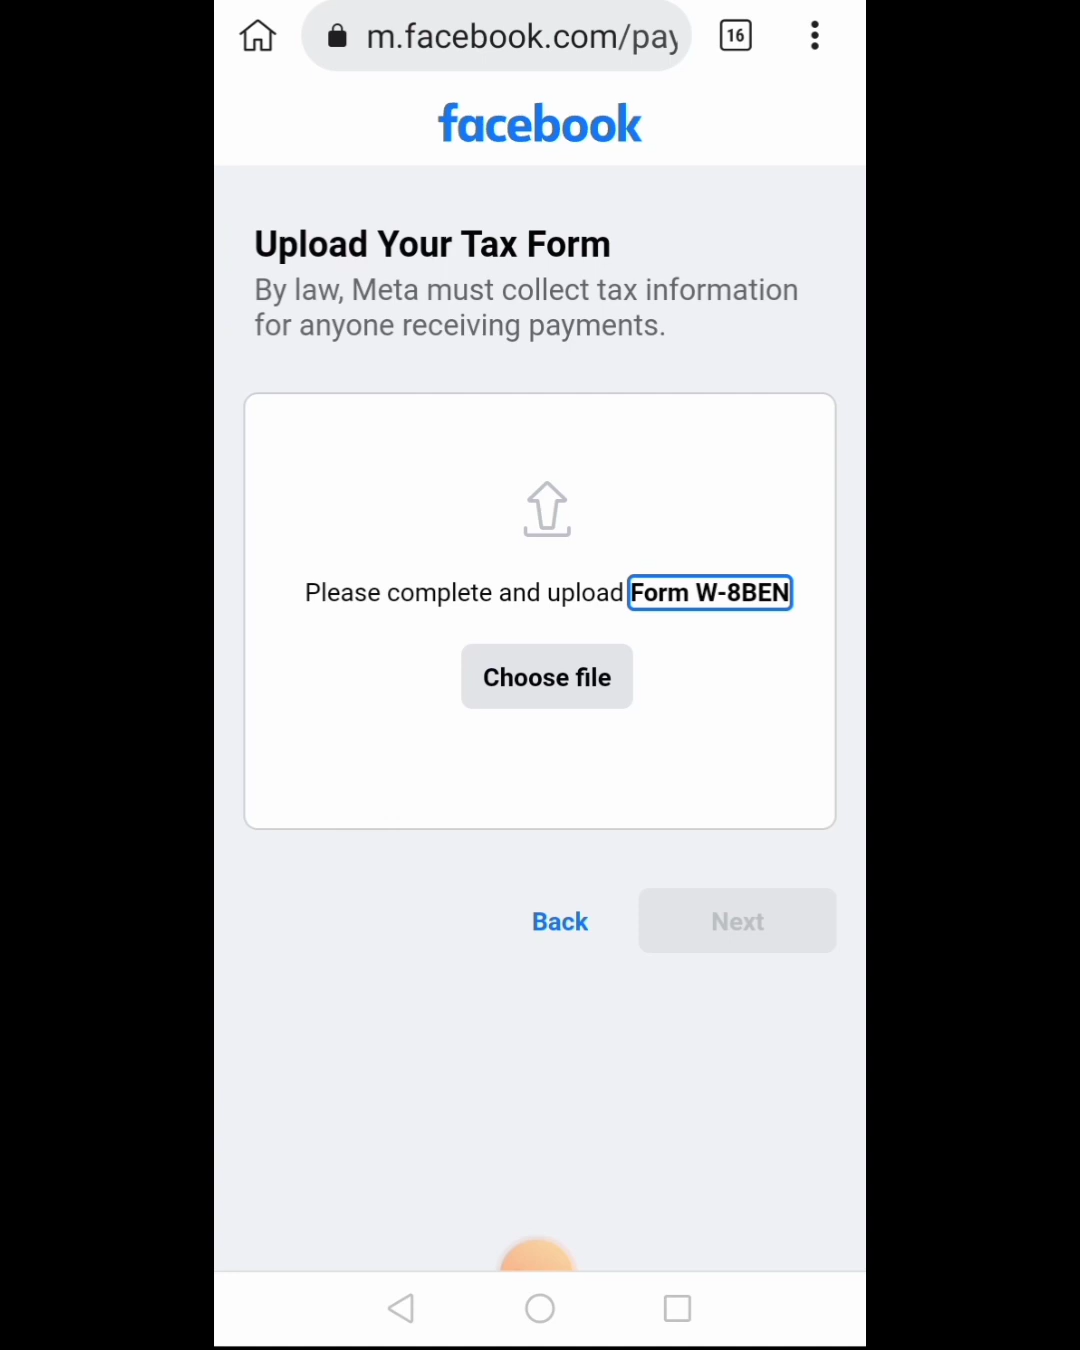 m.facebook.com/pay
16
facebook
Upload Your Tax Form
By law, Meta must collect tax information
for anyone receiving payments.
Please complete and upload Form W-8BEN
Choose file
Back
Next